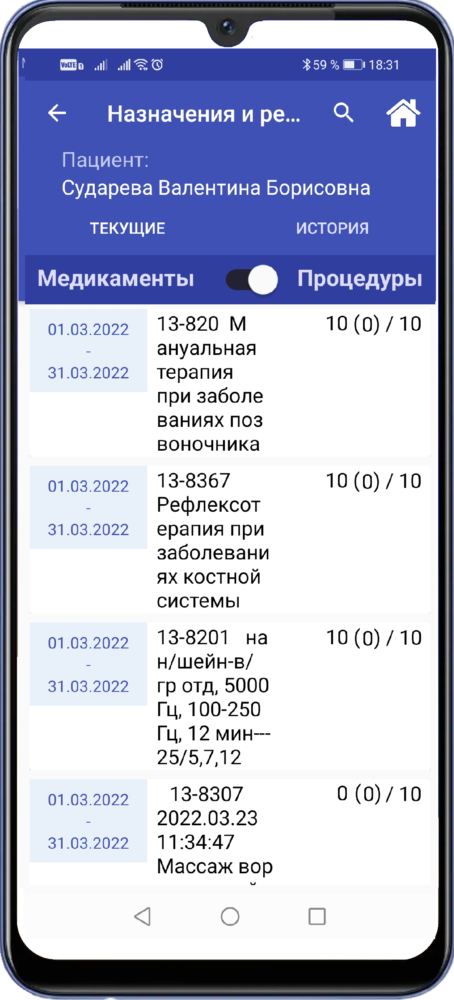 VoLTE 1 59 % 18:31
Назначения и ре...
Пациент:
Сударева Валентина Борисовна
ТЕКУЩИЕ ИСТОРИЯ
Медикаменты Процедуры
01.03.2022
-
31.03.2022
13-820 М
ануальная
терапия
при заболе
ваниях поз
воночника
10 (0) / 10
01.03.2022
-
31.03.2022
13-8367
Рефлексот
ерапия при
заболевани
ях костной
системы
10 (0) / 10
01.03.2022
-
31.03.2022
13-8201 на
н/шейн-в/
гр отд, 5000
Гц, 100-250
Гц, 12 мин---
25/5,7,12
10 (0) / 10
01.03.2022
-
31.03.2022
13-8307
2022.03.23
11:34:47
Массаж вор
0 (0) / 10